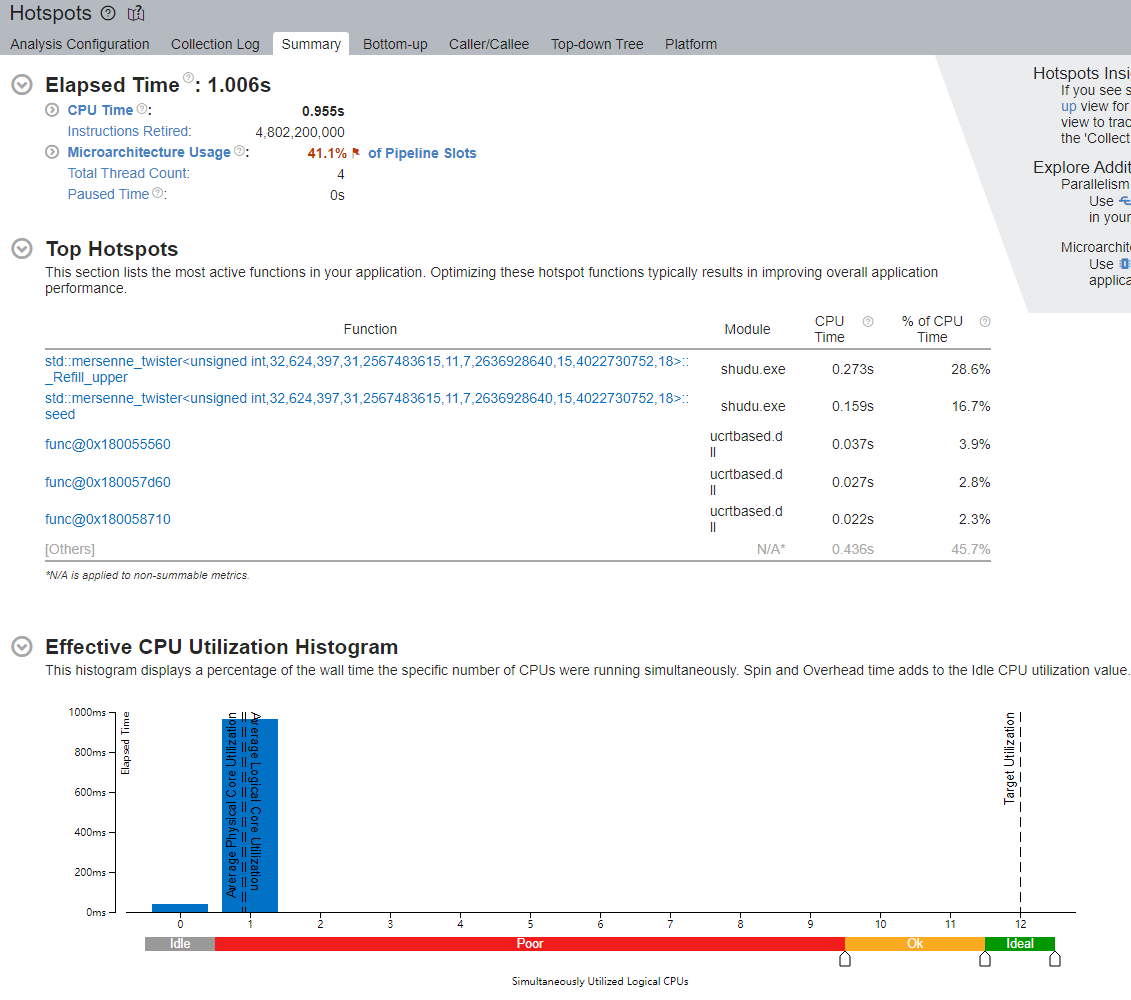 Hotspots
Analysis Configuration Collection Log Summary Bottom-up Caller/Callee Top-down Tree Platform
Elapsed Time: 1.006s
CPU Time: 0.955s
Instructions Retired: 4,802,200,000
Microarchitecture Usage: 41.1% of Pipeline Slots
Total Thread Count: 4
Paused Time: 0s
Hotspots Insi
If you see s
up view for
view to trac
the 'Collect
Explore Addit
Parallelism
Use
in your
Microarchite
Use
applica
Top Hotspots
This section lists the most active functions in your application. Optimizing these hotspot functions typically results in improving overall application
performance.
Function Module CPU Time % of CPU Time
std::mersenne_twister<unsigned int,32,624,397,31,2567483615,11,7,2636928640,15,4022730752,18>::
_Refill_upper shudu.exe 0.273s 28.6%
std::mersenne_twister<unsigned int,32,624,397,31,2567483615,11,7,2636928640,15,4022730752,18>::
seed shudu.exe 0.159s 16.7%
func@0x180055560 ucrtbased.d
ll 0.037s 3.9%
func@0x180057d60 ucrtbased.d
ll 0.027s 2.8%
func@0x180058710 ucrtbased.d
ll 0.022s 2.3%
[Others] N/A* 0.436s 45.7%
*N/A is applied to non-summable metrics.
Effective CPU Utilization Histogram
This histogram displays a percentage of the wall time the specific number of CPUs were running simultaneously. Spin and Overhead time adds to the Idle CPU utilization value.
1000ms
800ms
600ms
400ms
200ms
0ms
Elapsed Time
Average Physical Core Utilization
Average Logical Core Utilization
Target Utilization
0 1 2 3 4 5 6 7 8 9 10 11 12
Idle Poor Ok Ideal
Simultaneously Utilized Logical CPUs